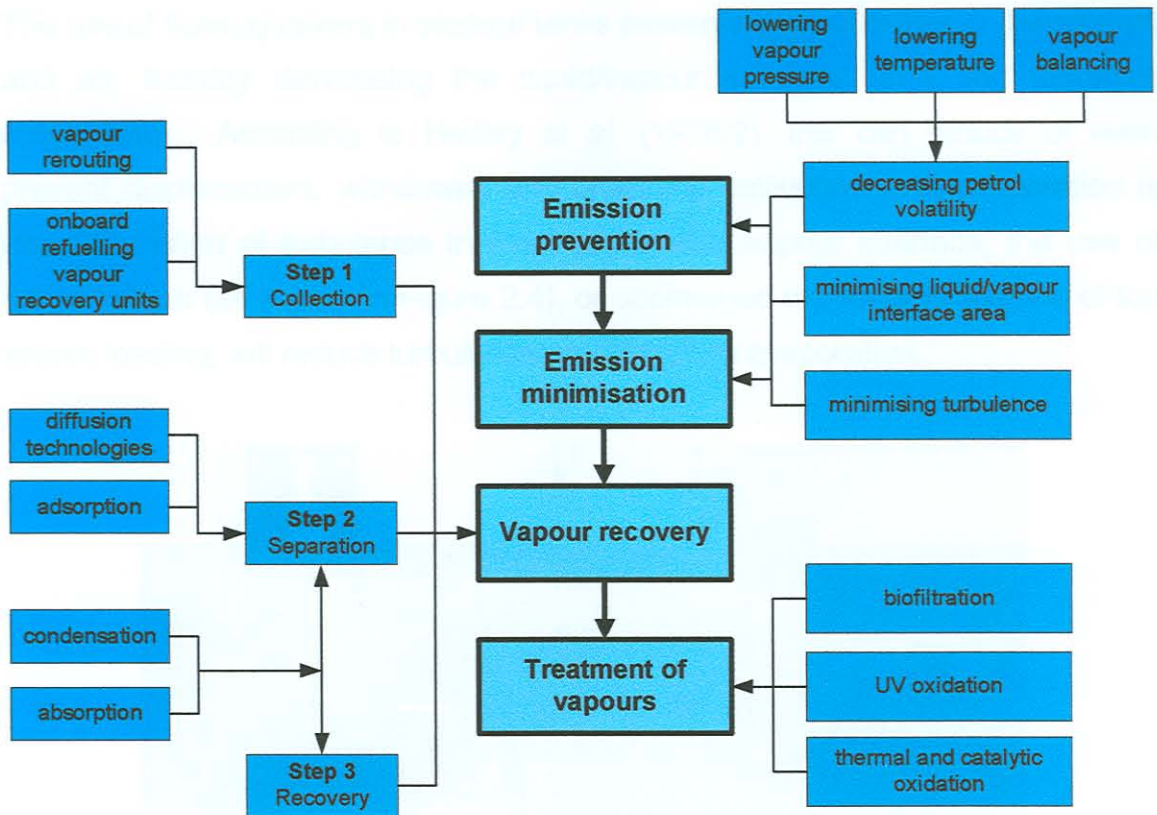 lowering
vapour
pressure
lowering
temperature
vapour
balancing
vapour
rerouting
onboard
refuelling
vapour
recovery units
Step 1
Collection
Emission
prevention
decreasing petrol
volatility
minimising liquid/vapour
interface area
Emission
minimisation
minimising turbulence
diffusion
technologies
adsorption
Step 2
Separation
Vapour recovery
condensation
absorption
Step 3
Recovery
Treatment of
vapours
biofiltration
UV oxidation
thermal and catalytic
oxidation